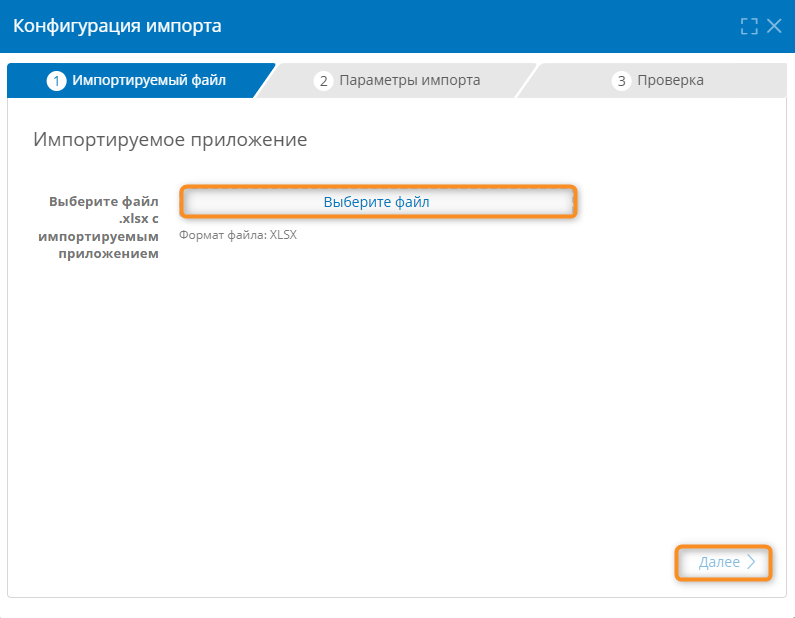 Конфигурация импорта
1 Импортируемый файл
2 Параметры импорта
3 Проверка
Импортируемое приложение
Выберите файл
.xlsx с
импортируемым
приложением
Выберите файл
Формат файла: XLSX
Далее